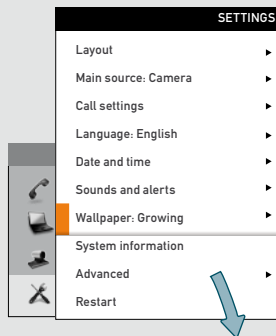 SETTINGS
Layout
Main source: Camera
Call settings
Language: English
Date and time
Sounds and alerts
Wallpaper: Growing
System information
Advanced
Restart